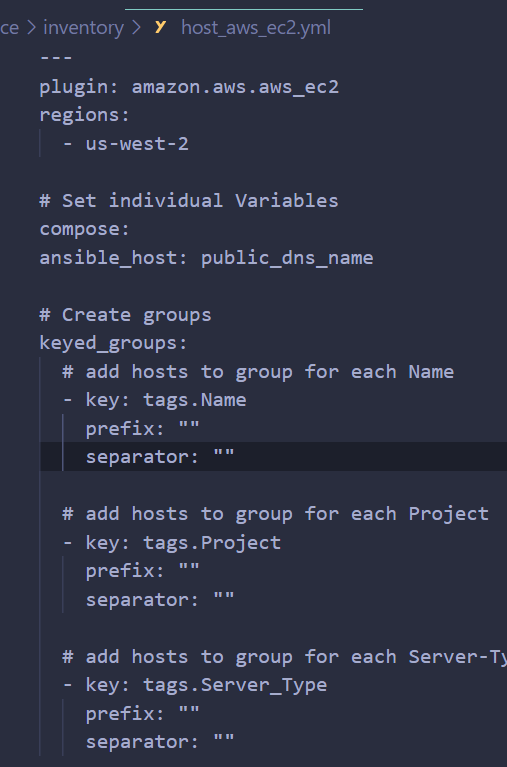 ce > inventory > Y host_aws_ec2.yml
---
plugin: amazon.aws.aws_ec2
regions:
  - us-west-2

# Set individual Variables
compose:
ansible_host: public_dns_name

# Create groups
keyed_groups:
  # add hosts to group for each Name
  - key: tags.Name
    prefix: ""
    separator: ""

  # add hosts to group for each Project
  - key: tags.Project
    prefix: ""
    separator: ""

  # add hosts to group for each Server-Ty
  - key: tags.Server_Type
    prefix: ""
    separator: ""